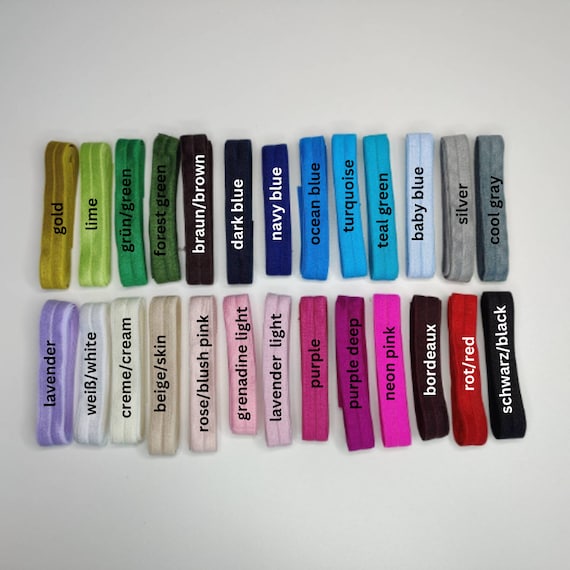 gold
lime
grün/green
forest green
braun/brown
dark blue
navy blue
ocean blue
turquoise
teal green
baby blue
silver
cool gray
lavender
weiß/white
creme/cream
beige/skin
rose/blush pink
grenadine light
lavender light
purple
purple deep
neon pink
bordeaux
rot/red
schwarz/black